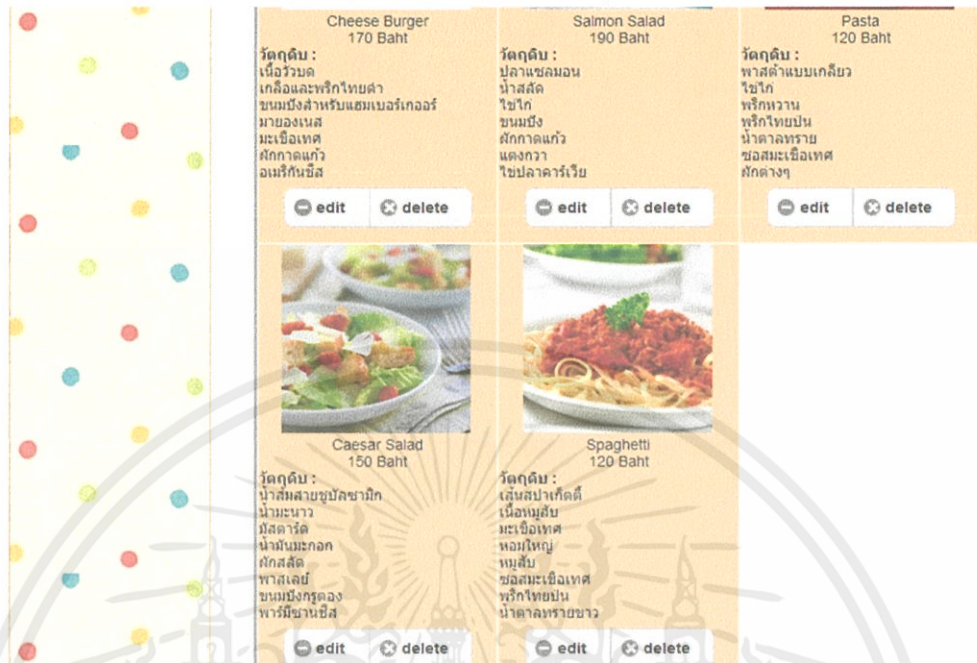 Cheese Burger
170 Baht
วัตถุดิบ :
เนื้อวัวบด
เกลือและพริกไทยดำ
ขนมปังสำหรับแฮมเบอร์เกออร์
มายองเนส
มะเขือเทศ
ผักกาดแก้ว
อเมริกันชีส
edit delete
Salmon Salad
190 Baht
วัตถุดิบ :
ปลาแซลมอน
น้ำสลัด
ไข่ไก่
ขนมปัง
ผักกาดแก้ว
แตงกวา
ไข่ปลาคาร์เวีย
edit delete
Pasta
120 Baht
วัตถุดิบ :
พาสต้าแบบเกลียว
ไข่ไก่
พริกหวาน
พริกไทยป่น
น้ำตาลทราย
ซอสมะเขือเทศ
ผักต่างๆ
edit delete
Caesar Salad
150 Baht
วัตถุดิบ :
น้ำส้มสายชูบัลซามิก
น้ำมะนาว
มัสตาร์ด
น้ำมันมะกอก
ผักสลัด
พาสเลย์
ขนมปังกรูตอง
พาร์มีซานชีส
edit delete
Spaghetti
120 Baht
วัตถุดิบ :
เส้นสปาเก็ตตี้
เนื้อหมูสับ
มะเขือเทศ
หอมใหญ่
หมูสับ
ซอสมะเขือเทศ
พริกไทยป่น
น้ำตาลทรายขาว
edit delete